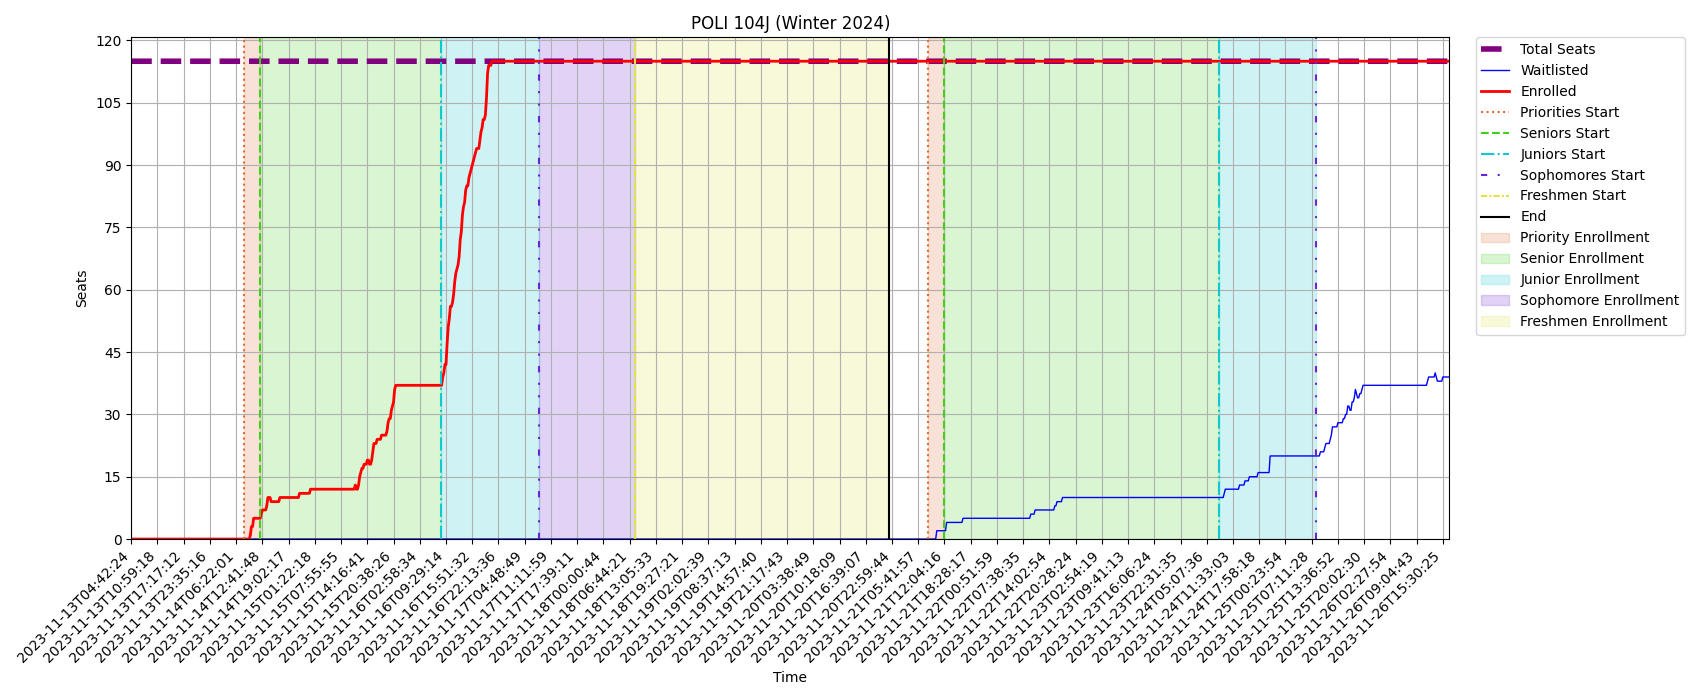 POLI 104J (Winter 2024)
120
105
90
75
60
45
30
15
0
Seats
2023-11-13T04:42:24
2023-11-13T10:59:18
2023-11-13T17:17:12
2023-11-13T23:35:16
2023-11-14T06:22:01
2023-11-14T12:41:48
2023-11-14T19:02:17
2023-11-15T01:22:18
2023-11-15T07:55:55
2023-11-15T14:16:41
2023-11-15T20:38:26
2023-11-16T02:58:34
2023-11-16T09:29:14
2023-11-16T15:51:32
2023-11-16T22:13:36
2023-11-17T04:48:49
2023-11-17T11:11:59
2023-11-17T17:39:11
2023-11-18T00:00:44
2023-11-18T06:44:21
2023-11-18T13:05:33
2023-11-18T19:27:21
2023-11-19T02:02:39
2023-11-19T08:37:13
2023-11-19T14:57:40
2023-11-19T21:17:43
2023-11-20T03:38:49
2023-11-20T10:18:09
2023-11-20T16:39:07
2023-11-20T22:59:44
2023-11-21T05:41:57
2023-11-21T12:04:16
2023-11-21T18:28:17
2023-11-22T00:51:59
2023-11-22T07:38:35
2023-11-22T14:02:54
2023-11-22T20:28:24
2023-11-23T02:54:19
2023-11-23T09:41:13
2023-11-23T16:06:24
2023-11-23T22:31:35
2023-11-24T05:07:36
2023-11-24T11:33:03
2023-11-24T17:58:18
2023-11-25T00:23:54
2023-11-25T07:11:28
2023-11-25T13:36:52
2023-11-25T20:02:30
2023-11-26T02:27:54
2023-11-26T09:04:43
2023-11-26T15:30:25
Time
Total Seats
Waitlisted
Enrolled
Priorities Start
Seniors Start
Juniors Start
Sophomores Start
Freshmen Start
End
Priority Enrollment
Senior Enrollment
Junior Enrollment
Sophomore Enrollment
Freshmen Enrollment